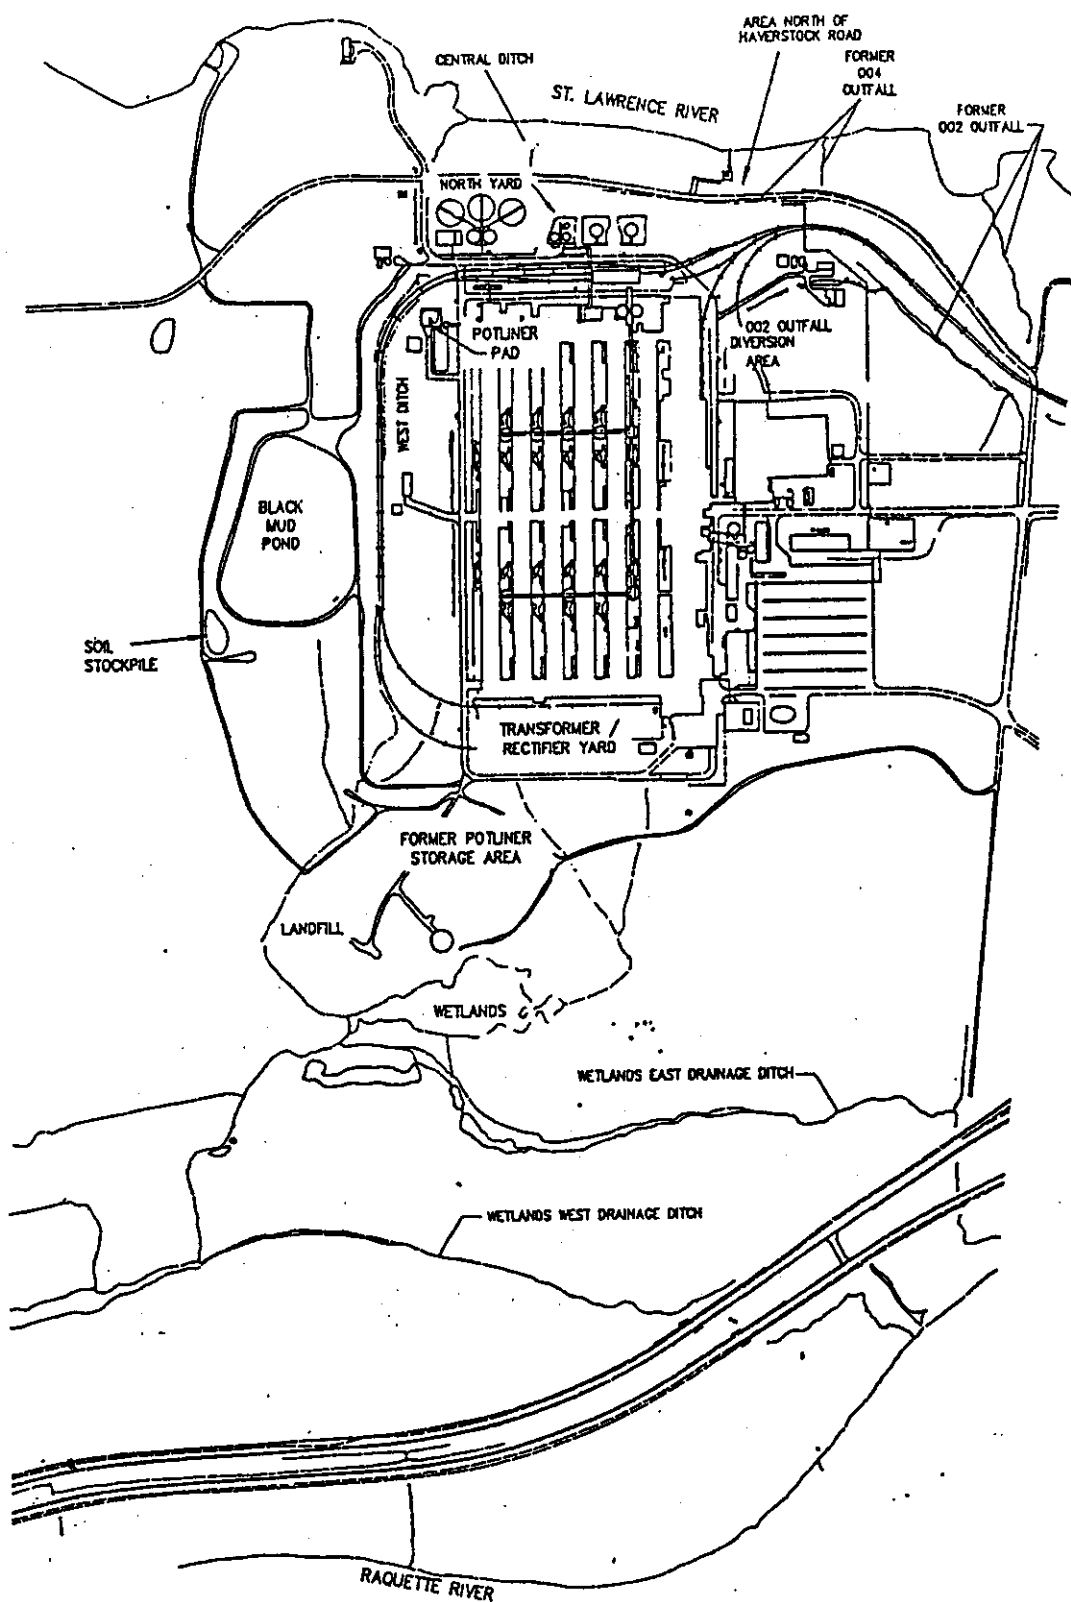 AREA NORTH OF
HAVERSTOCK ROAD
CENTRAL DITCH
FORMER
004
OUTFALL
ST. LAWRENCE RIVER
FORMER
002 OUTFALL
NORTH YARD
POTLINER
PAD
002 OUTFALL
DIVERSION
AREA
WEST DITCH
BLACK
MUD
POND
SOIL
STOCKPILE
TRANSFORMER /
RECTIFIER YARD
FORMER POTLINER
STORAGE AREA
LANDFILL
WETLANDS
WETLANDS EAST DRAINAGE DITCH
WETLANDS WEST DRAINAGE DITCH
RAQUETTE RIVER